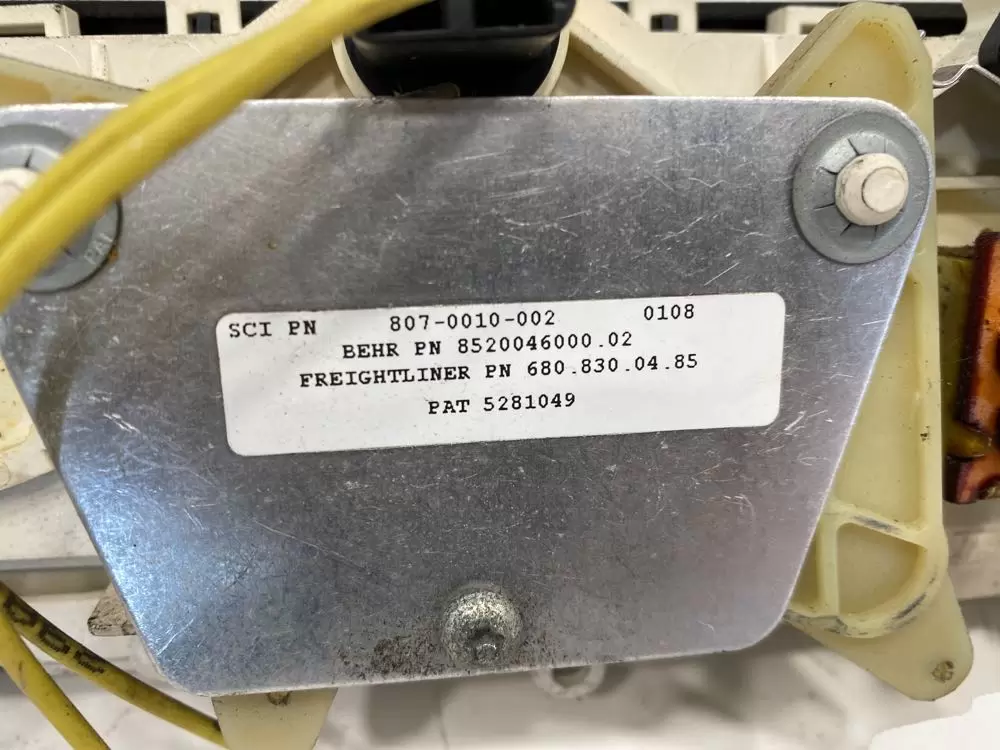 SCI PN 807-0010-002 0108
BEHR PN 8520046000.02
FREIGHTLINER PN 680.830.04.85
PAT 5281049